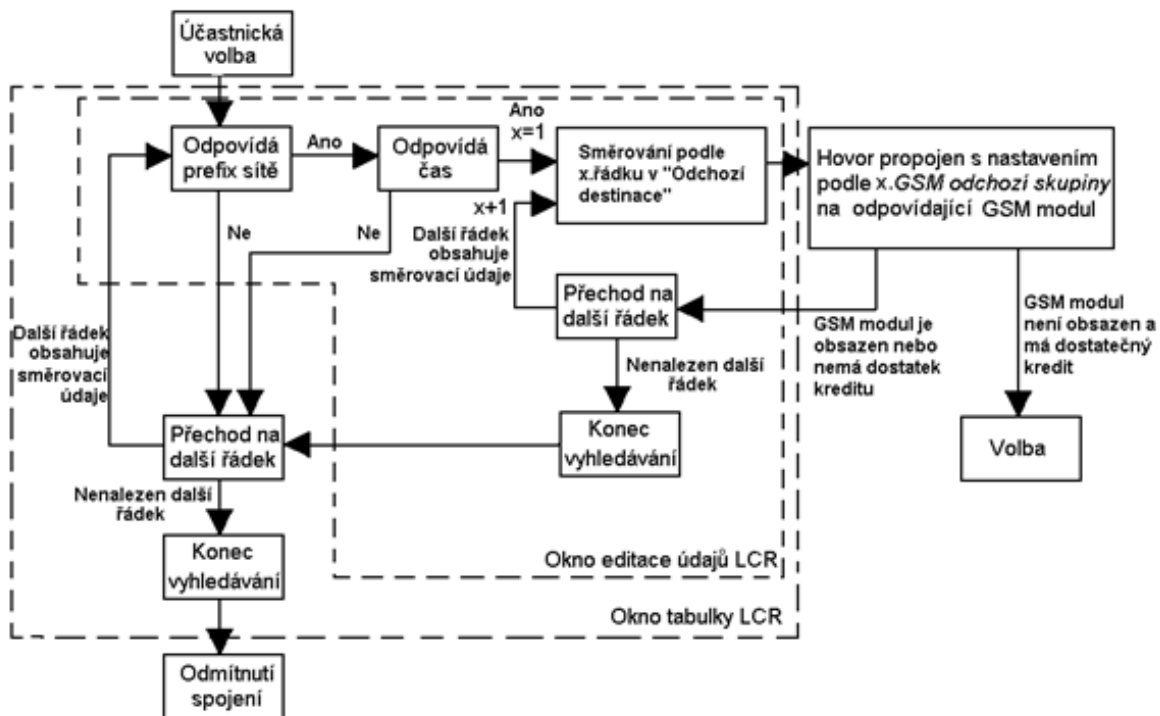 Účastnická
volba
Odpovídá
prefix sítě
Ano
Odpovídá
čas
Ano
x=1
Směrování podle
x.řádku v "Odchozí
destinace"
Hovor propojen s nastavením
podle x.GSM odchozí skupiny
na odpovídající GSM modul
x+1
Ne
Ne
Další řádek
obsahuje
směrovací údaje
Přechod na
další řádek
GSM modul je
obsazen nebo
nemá dostatek
kreditu
GSM modul
není obsazen a
má dostatečný
kredit
Další řádek
obsahuje
směrovací
údaje
Nenalezen další
řádek
Přechod na
další řádek
Konec
vyhledávání
Volba
Nenalezen další
řádek
Konec
vyhledávání
Okno editace údajů LCR
Okno tabulky LCR
Odmítnutí
spojení